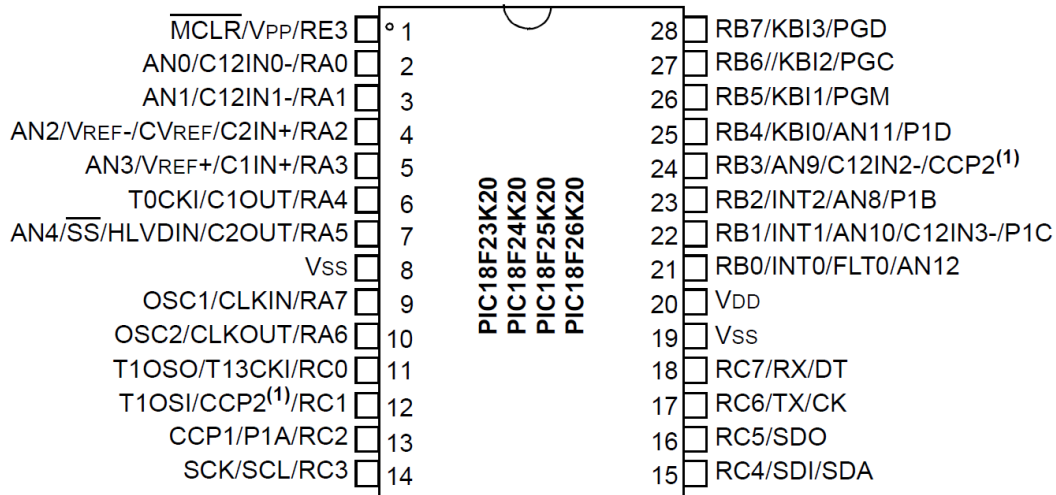 MCLR/VPP/RE3
AN0/C12IN0-/RA0
AN1/C12IN1-/RA1
AN2/VREF-/CVREF/C2IN+/RA2
AN3/VREF+/C1IN+/RA3
T0CKI/C1OUT/RA4
AN4/SS/HLVDIN/C2OUT/RA5
VSS
OSC1/CLKIN/RA7
OSC2/CLKOUT/RA6
T1OSO/T13CKI/RC0
T1OSI/CCP2(1)/RC1
CCP1/P1A/RC2
SCK/SCL/RC3
1
2
3
4
5
6
7
8
9
10
11
12
13
14
PIC18F23K20
PIC18F24K20
PIC18F25K20
PIC18F26K20
28
27
26
25
24
23
22
21
20
19
18
17
16
15
RB7/KBI3/PGD
RB6//KBI2/PGC
RB5/KBI1/PGM
RB4/KBI0/AN11/P1D
RB3/AN9/C12IN2-/CCP2(1)
RB2/INT2/AN8/P1B
RB1/INT1/AN10/C12IN3-/P1C
RB0/INT0/FLT0/AN12
VDD
VSS
RC7/RX/DT
RC6/TX/CK
RC5/SDO
RC4/SDI/SDA